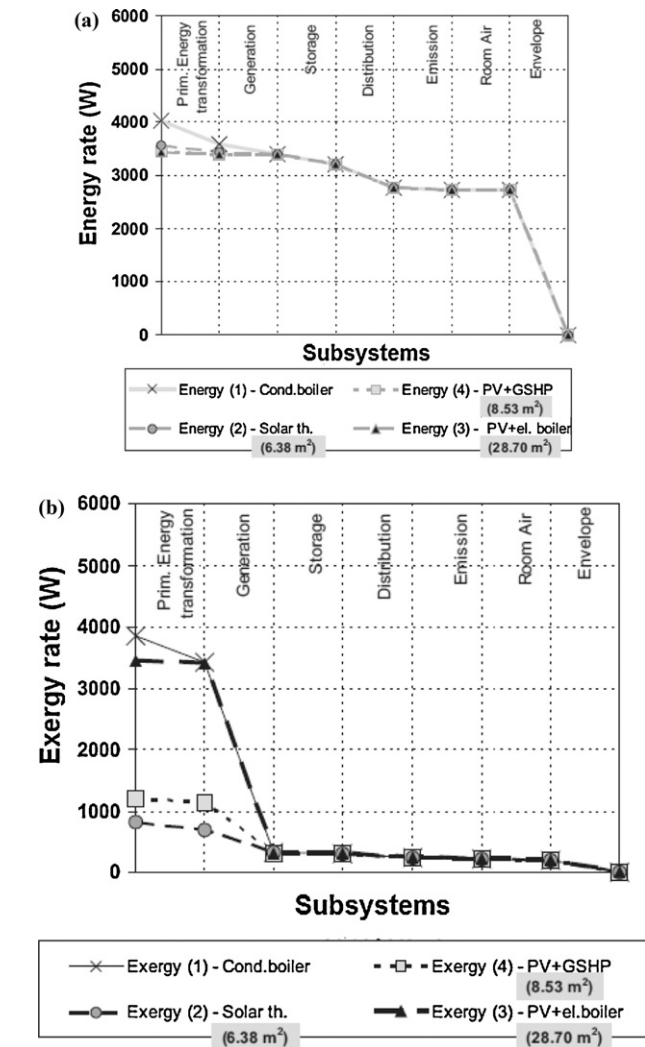 (a)
6000
5000
4000
3000
2000
1000
0
Energy rate (W)
Prim. Energy
transformation
Generation
Storage
Distribution
Emission
Room Air
Envelope
Subsystems
Energy (1) - Cond.boiler
Energy (4) - PV+GSHP
(8.53 m²)
Energy (2) - Solar th.
(6.38 m²)
Energy (3) - PV+el. boiler
(28.70 m²)
(b)
6000
5000
4000
3000
2000
1000
0
Exergy rate (W)
Prim. Energy
transformation
Generation
Storage
Distribution
Emission
Room Air
Envelope
Subsystems
Exergy (1) - Cond.boiler
Exergy (4) - PV+GSHP
(8.53 m²)
Exergy (2) - Solar th.
(6.38 m²)
Exergy (3) - PV+el.boiler
(28.70 m²)